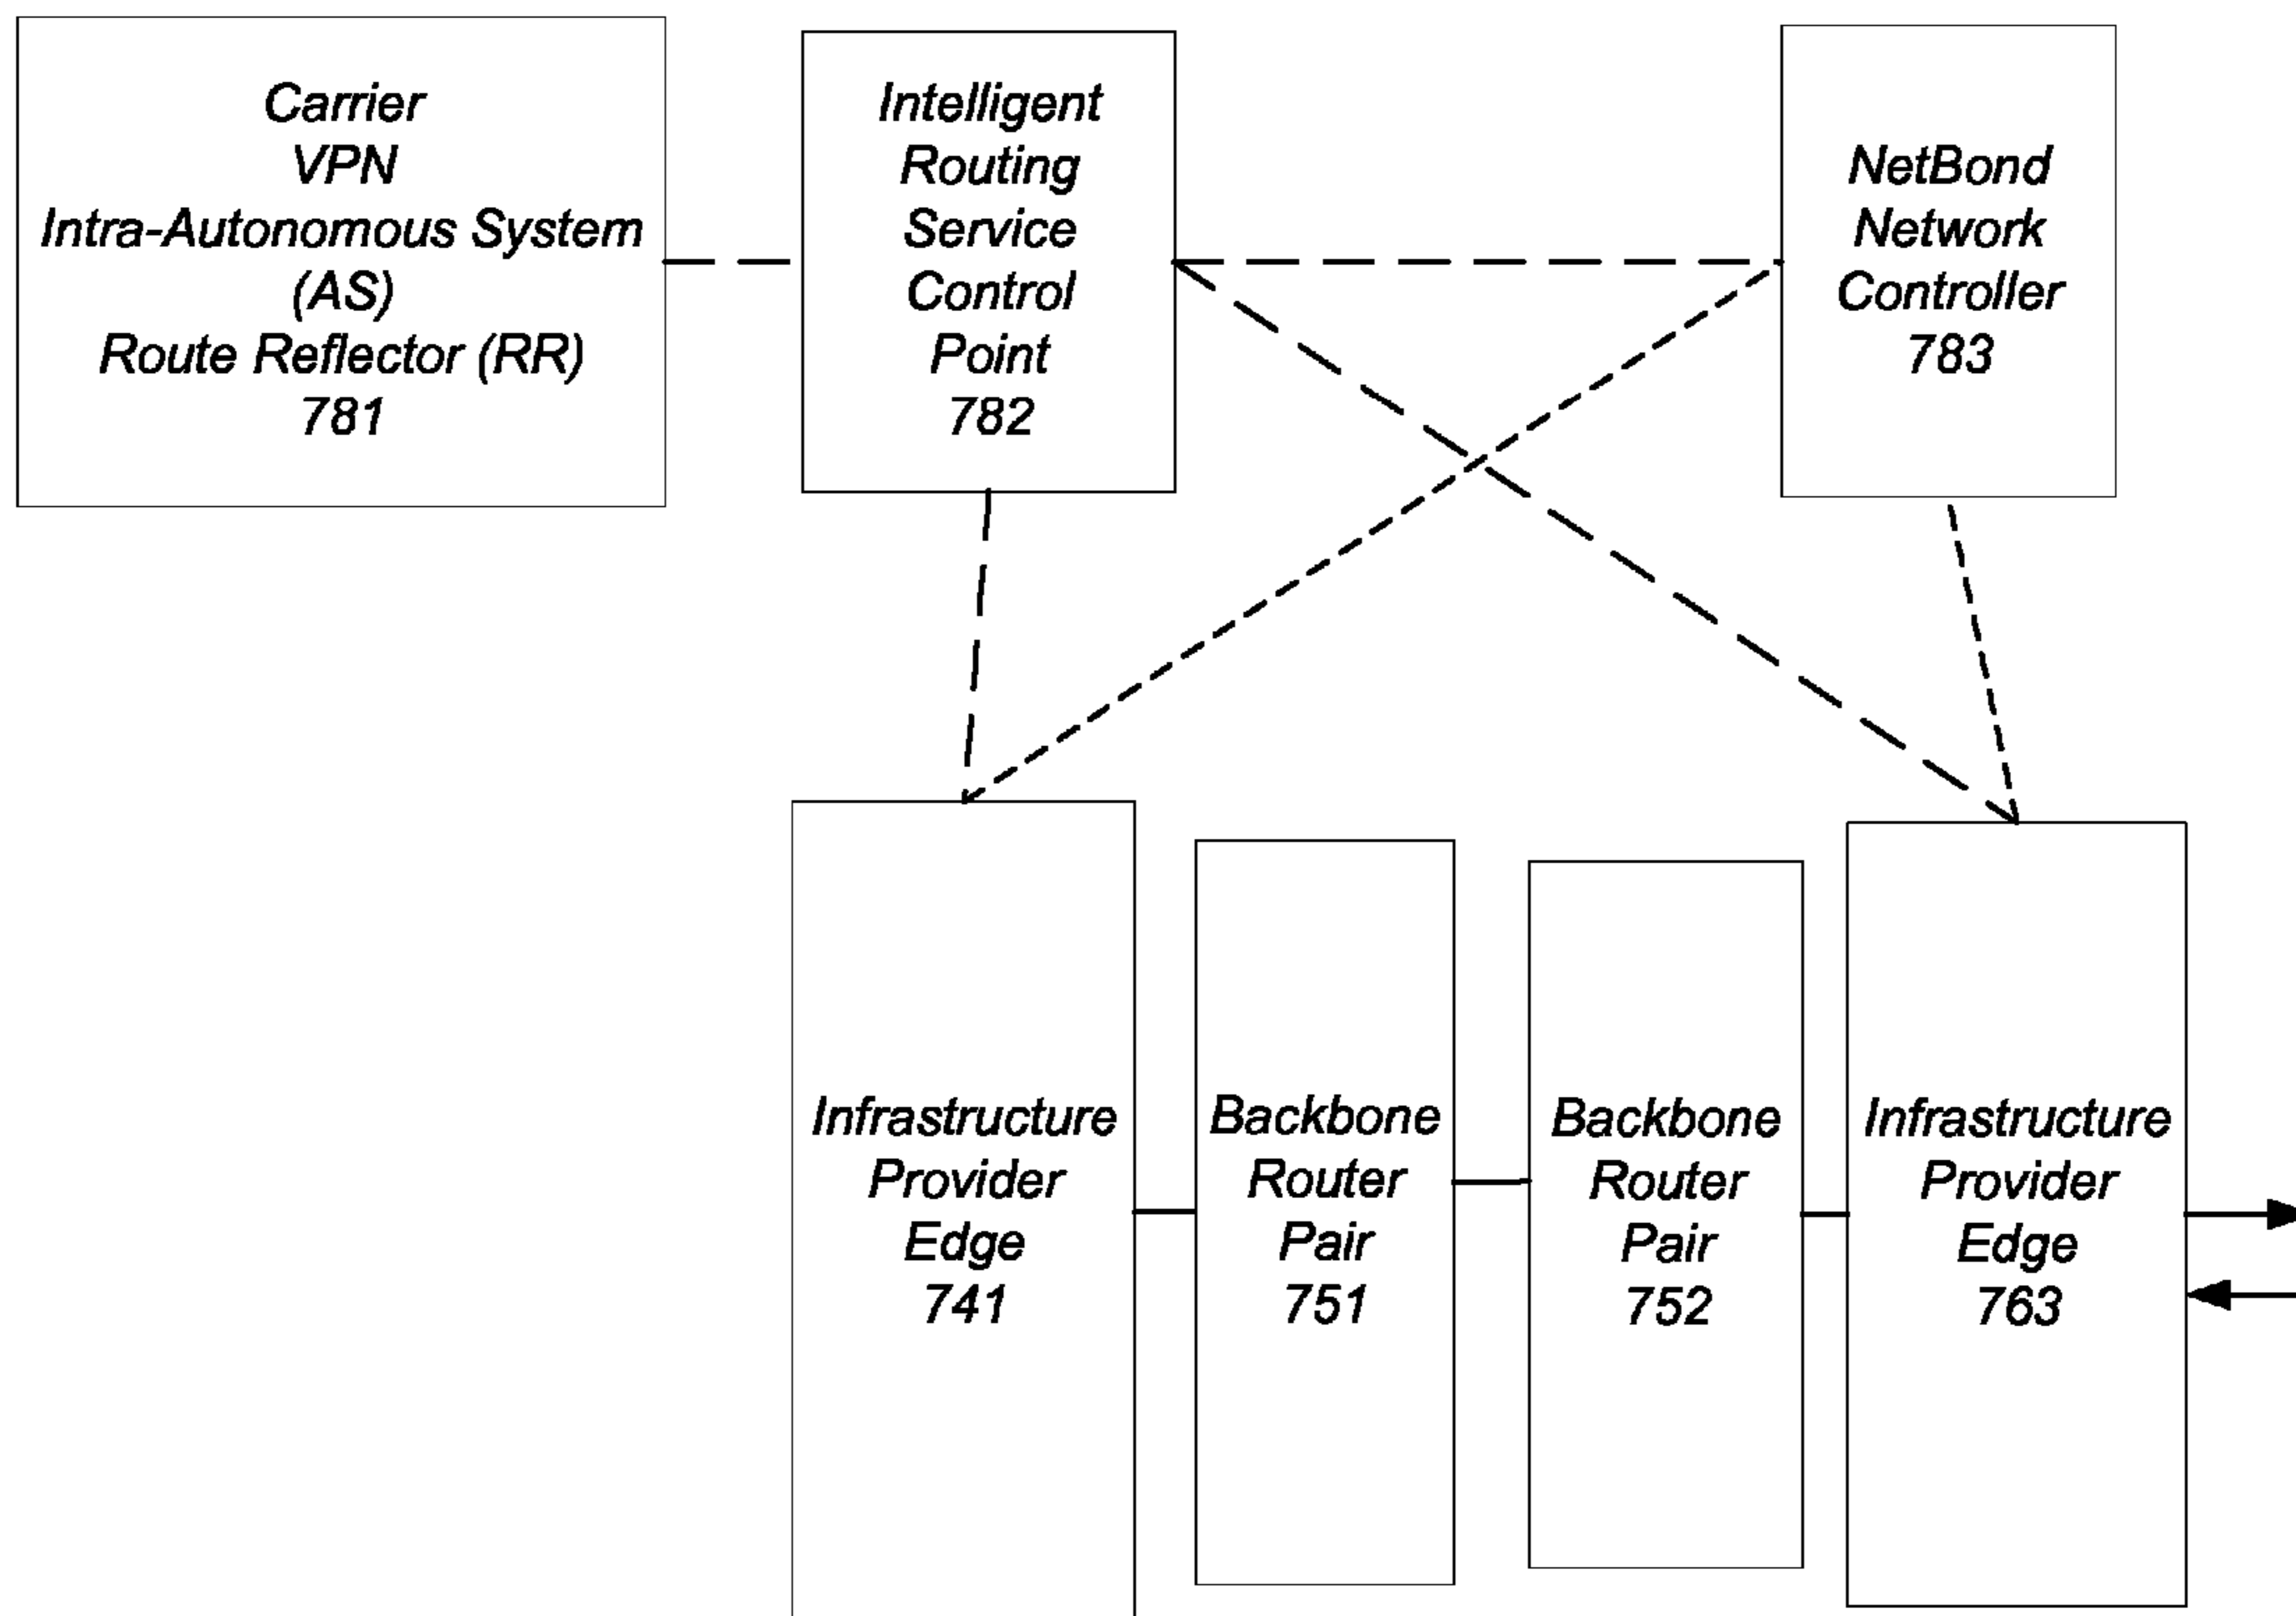 Carrier
VPN
Intra-Autonomous System
(AS)
Route Reflector (RR)
781
Intelligent
Routing
Service
Control
Point
782
NetBond
Network
Controller
783
Infrastructure
Provider
Edge
741
Backbone
Router
Pair
751
Backbone
Router
Pair
752
Infrastructure
Provider
Edge
763